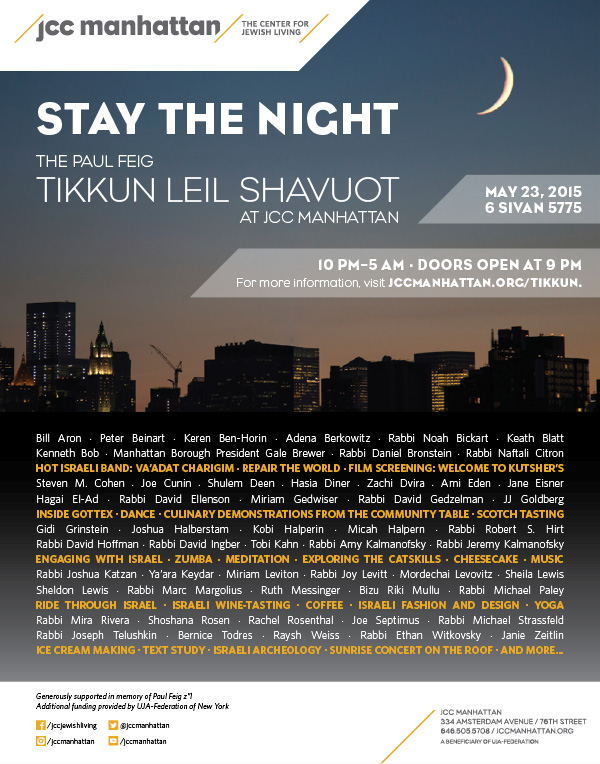 jcc manhattan
THE CENTER FOR
JEWISH LIVING
STAY THE NIGHT
THE PAUL FEIG
TIKKUN LEIL SHAVUOT
AT JCC MANHATTAN
MAY 23, 2015
6 SIVAN 5775
10 PM–5 AM · DOORS OPEN AT 9 PM
For more information, visit JCCMANHATTAN.ORG/TIKKUN.
Bill Aron · Peter Beinart · Keren Ben-Horin · Adena Berkowitz · Rabbi Noah Bickart · Keath Blatt
Kenneth Bob · Manhattan Borough President Gale Brewer · Rabbi Daniel Bronstein · Rabbi Naftali Citron
HOT ISRAELI BAND: VA'ADAT CHARIGIM · REPAIR THE WORLD · FILM SCREENING: WELCOME TO KUTSHER'S
Steven M. Cohen · Joe Cunin · Shulem Deen · Hasia Diner · Zachi Dvira · Ami Eden · Jane Eisner
Hagai El-Ad · Rabbi David Ellenson · Miriam Gedwiser · Rabbi David Gedzelman · JJ Goldberg
INSIDE GOTTEX · DANCE · CULINARY DEMONSTRATIONS FROM THE COMMUNITY TABLE · SCOTCH TASTING
Gidi Grinstein · Joshua Halberstam · Kobi Halperin · Micah Halpern · Rabbi Robert S. Hirt
Rabbi David Hoffman · Rabbi David Ingber · Tobi Kahn · Rabbi Amy Kalmanofsky · Rabbi Jeremy Kalmanofsky
ENGAGING WITH ISRAEL · ZUMBA · MEDITATION · EXPLORING THE CATSKILLS · CHEESECAKE · MUSIC
Rabbi Joshua Katzan · Ya'ara Keydar · Miriam Leviton · Rabbi Joy Levitt · Mordechai Levovitz · Sheila Lewis
Sheldon Lewis · Rabbi Marc Margolius · Ruth Messinger · Bizu Riki Mullu · Rabbi Michael Paley
RIDE THROUGH ISRAEL · ISRAELI WINE-TASTING · COFFEE · ISRAELI FASHION AND DESIGN · YOGA
Rabbi Mira Rivera · Shoshana Rosen · Rachel Rosenthal · Joe Septimus · Rabbi Michael Strassfeld
Rabbi Joseph Telushkin · Bernice Todres · Raysh Weiss · Rabbi Ethan Witkovsky · Janie Zeitlin
ICE CREAM MAKING · TEXT STUDY · ISRAELI ARCHEOLOGY · SUNRISE CONCERT ON THE ROOF · AND MORE...
Generously supported in memory of Paul Feig z"l
Additional funding provided by UJA-Federation of New York
/jccjewishliving @jccmanhattan
/jccmanhattan /jccmanhattan
JCC MANHATTAN
334 AMSTERDAM AVENUE / 76TH STREET
646.505.5708 / JCCMANHATTAN.ORG
A BENEFICIARY OF UJA-FEDERATION